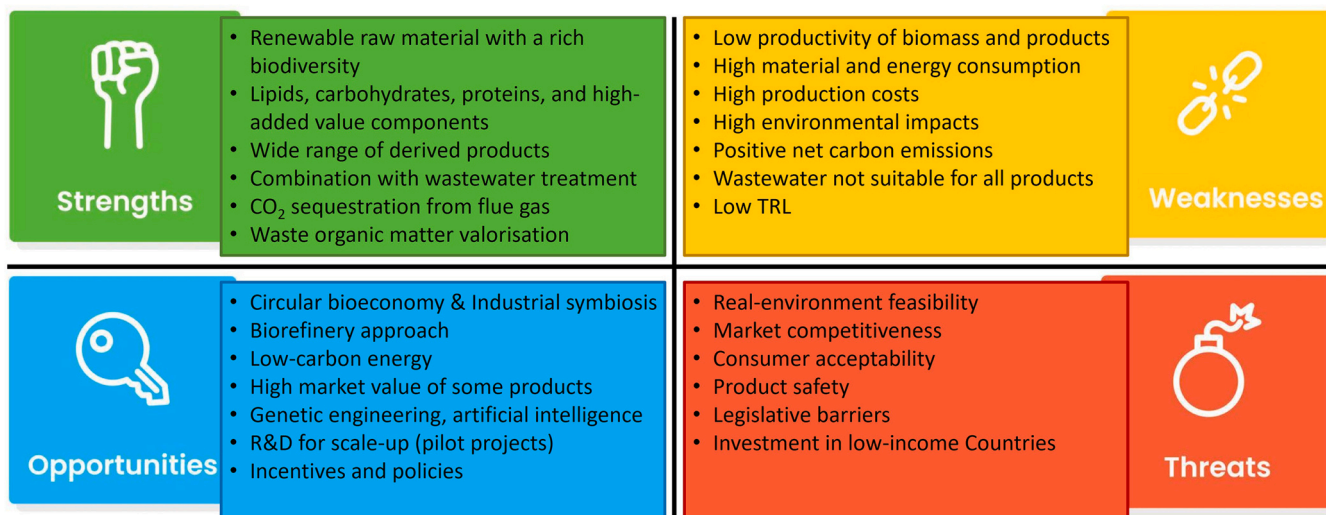 Strengths
• Renewable raw material with a rich
biodiversity
• Lipids, carbohydrates, proteins, and high-
added value components
• Wide range of derived products
• Combination with wastewater treatment
• CO₂ sequestration from flue gas
• Waste organic matter valorisation
• Low productivity of biomass and products
• High material and energy consumption
• High production costs
• High environmental impacts
• Positive net carbon emissions
• Wastewater not suitable for all products
• Low TRL
Weaknesses
Opportunities
• Circular bioeconomy & Industrial symbiosis
• Biorefinery approach
• Low-carbon energy
• High market value of some products
• Genetic engineering, artificial intelligence
• R&D for scale-up (pilot projects)
• Incentives and policies
• Real-environment feasibility
• Market competitiveness
• Consumer acceptability
• Product safety
• Legislative barriers
• Investment in low-income Countries
Threats